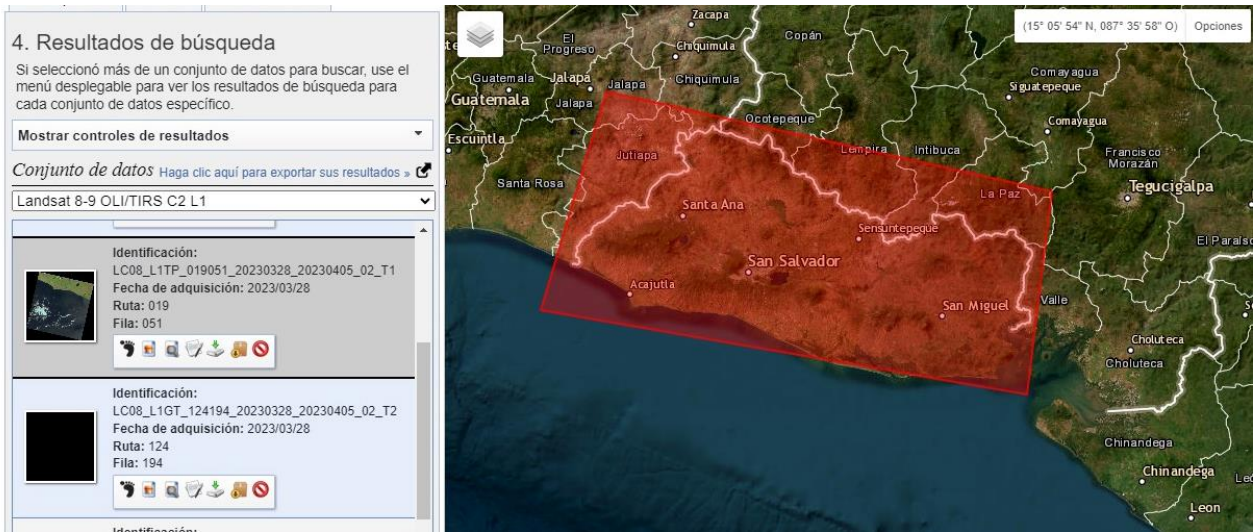 4. Resultados de búsqueda
Si seleccionó más de un conjunto de datos para buscar, use el
menú desplegable para ver los resultados de búsqueda para
cada conjunto de datos específico.
Mostrar controles de resultados
Conjunto de datos Haga clic aquí para exportar sus resultados »
Landsat 8-9 OLI/TIRS C2 L1
Identificación:
LC08_L1TP_019051_20230328_20230405_02_T1
Fecha de adquisición: 2023/03/28
Ruta: 019
Fila: 051
Identificación:
LC08_L1GT_124194_20230328_20230405_02_T2
Fecha de adquisición: 2023/03/28
Ruta: 124
Fila: 194
Identificación:
(15° 05' 54" N, 087° 35' 58" O) Opciones
Zacapa
El
Progreso
Chiquimula
Copán
Guatemala
Jalapa
Jalapa
Chiquimula
Comayagua
Siguatepeque
Guatemala
Jalapa
Ocotepeque
Comayagua
Escuintla
Jutiapa
Lempira
Intibuca
Francisco
Morazán
Santa Rosa
La Paz
Tegucigalpa
Santa Ana
Sensuntepeque
El Paraíso
San Salvador
Acajutla
San Miguel
Valle
Choluteca
Choluteca
Chinandega
Chinandega
Leon